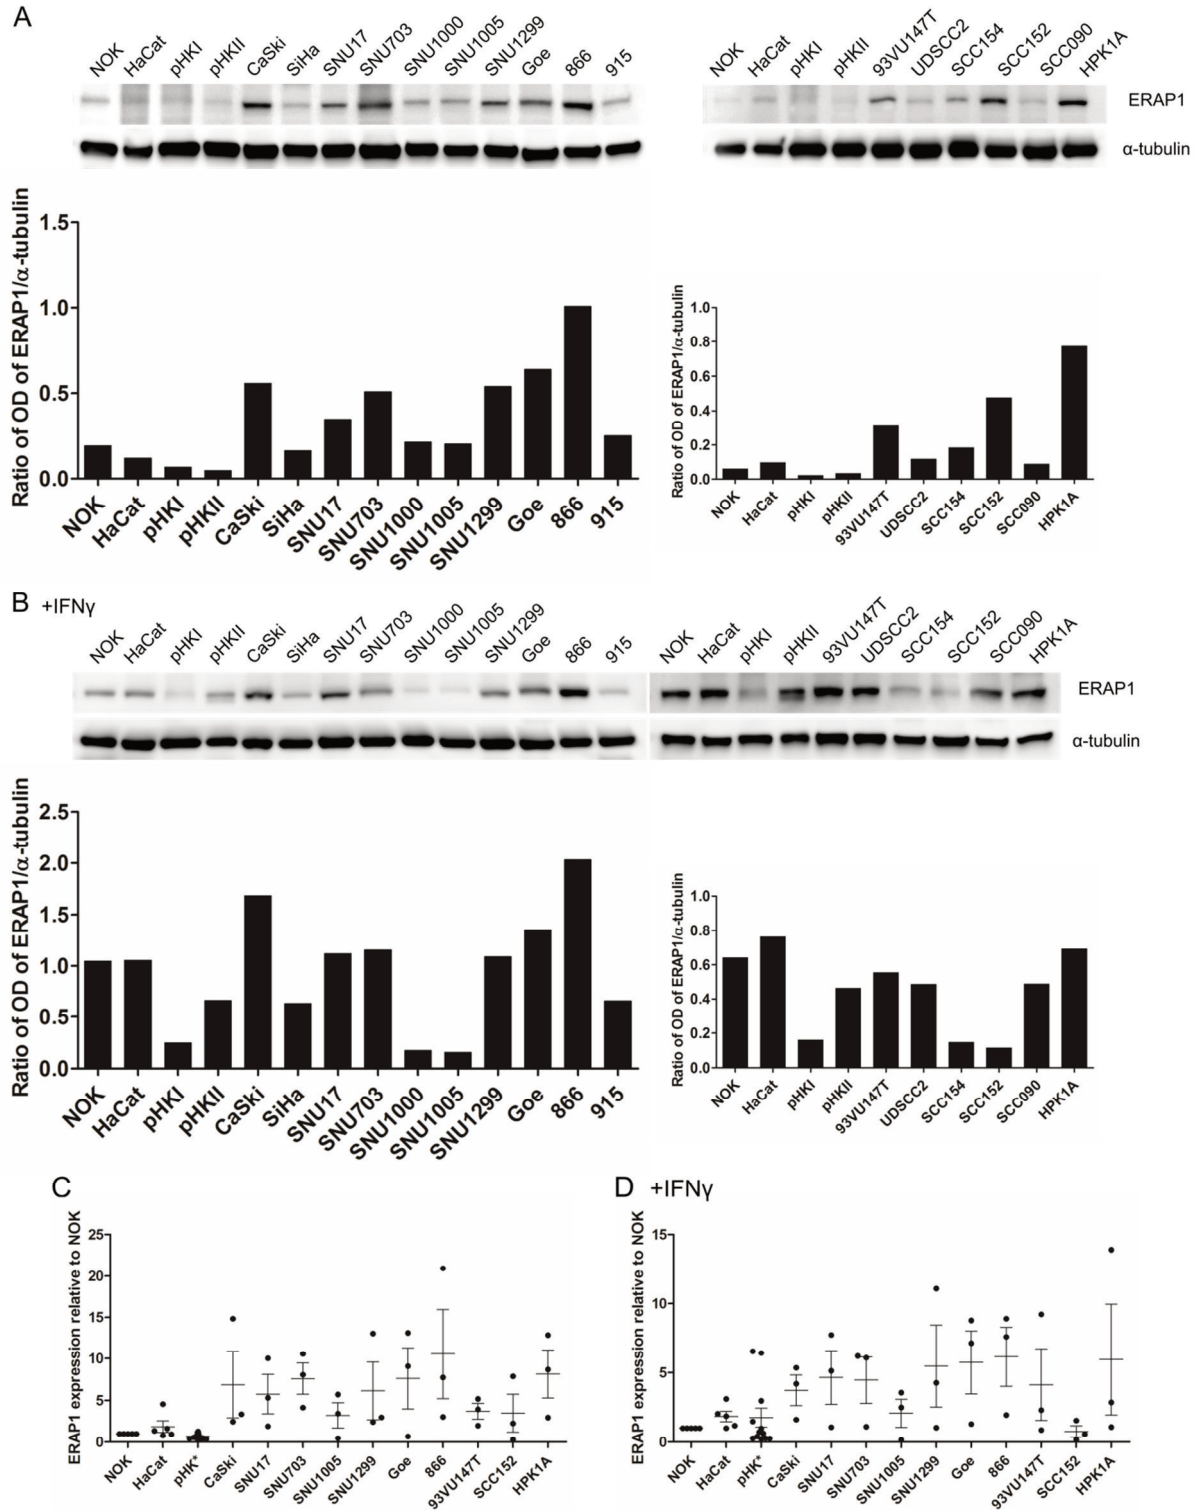 A
NOK HaCat pHKI pHKII CaSki SiHa SNU17 SNU703 SNU1000 SNU1005 SNU1299 Goe 866 915
NOK HaCat pHKI pHKII 93VU147T UDSCC2 SCC154 SCC152 SCC090 HPK1A
ERAP1
α-tubulin
Ratio of OD of ERAP1/α-tubulin
1.5
1.0
0.5
0.0
NOK HaCat pHKI pHKII CaSki SiHa SNU17 SNU703 SNU1000 SNU1005 SNU1299 Goe 866 915
Ratio of OD of ERAP1/α-tubulin
1.0
0.8
0.6
0.4
0.2
0.0
NOK HaCat pHKI pHKII 93VU147T UDSCC2 SCC154 SCC152 SCC090 HPK1A
B +IFNγ
NOK HaCat pHKI pHKII CaSki SiHa SNU17 SNU703 SNU1000 SNU1005 SNU1299 Goe 866 915
NOK HaCat pHKI pHKII 93VU147T UDSCC2 SCC154 SCC152 SCC090 HPK1A
ERAP1
α-tubulin
Ratio of OD of ERAP1/α-tubulin
2.5
2.0
1.5
1.0
0.5
0.0
NOK HaCat pHKI pHKII CaSki SiHa SNU17 SNU703 SNU1000 SNU1005 SNU1299 Goe 866 915
Ratio of OD of ERAP1/α-tubulin
1.0
0.8
0.6
0.4
0.2
0.0
NOK HaCat pHKI pHKII 93VU147T UDSCC2 SCC154 SCC152 SCC090 HPK1A
C
ERAP1 expression relative to NOK
25
20
15
10
5
0
NOK HaCat pHK* CaSki SNU17 SNU703 SNU1005 SNU1299 Goe 866 93VU147T SCC152 HPK1A
D +IFNγ
ERAP1 expression relative to NOK
15
10
5
0
NOK HaCat pHK* CaSki SNU17 SNU703 SNU1005 SNU1299 Goe 866 93VU147T SCC152 HPK1A